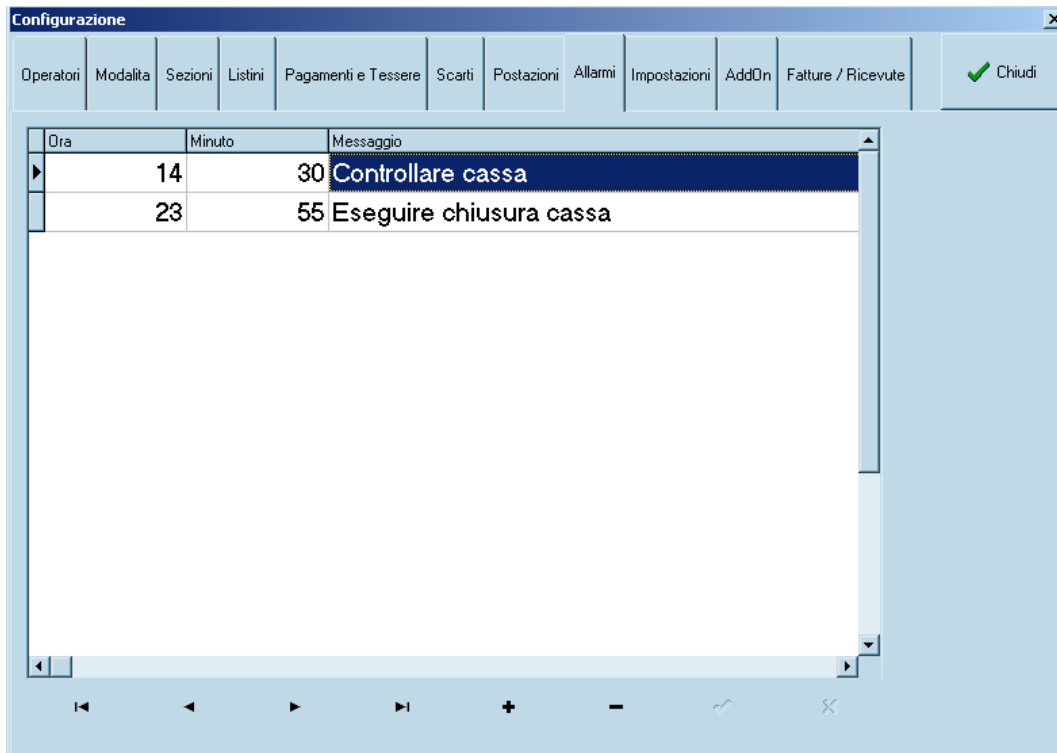 Configurazione
Operatori Modalita Sezioni Listini Pagamenti e Tessere Scarti Postazioni Allarmi Impostazioni AddOn Fatture / Ricevute Chiudi
Ora Minuto Messaggio
14 30 Controllare cassa
23 55 Eseguire chiusura cassa